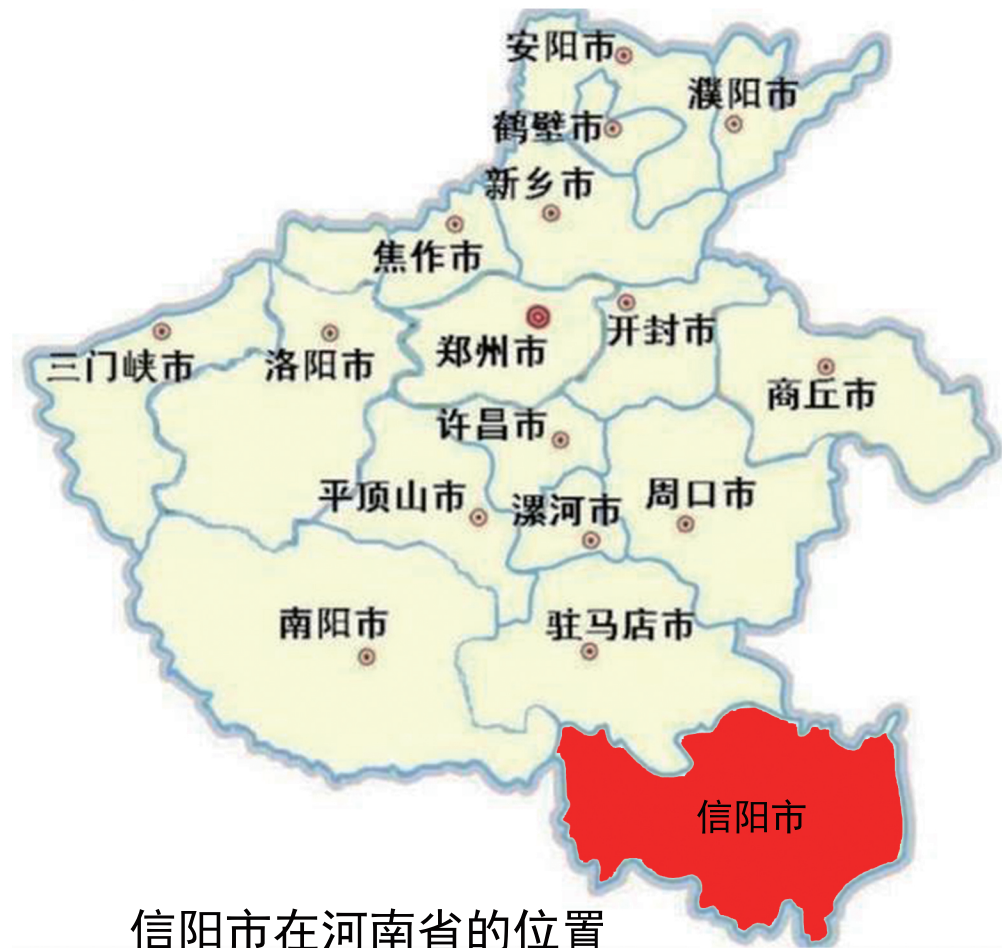 安阳市
濮阳市
鹤壁市
新乡市
焦作市
开封市
郑州市
三门峡市
洛阳市
商丘市
许昌市
平顶山市
漯河市
周口市
南阳市
驻马店市
信阳市
信阳市在河南省的位置